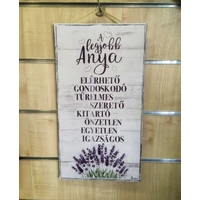 A
legjobb
Anya
ELÉRHETŐ
GONDOSKODÓ
TÜRELMES
SZERETŐ
KITARTÓ
ÖNZETLEN
EGYETLEN
IGAZSÁGOS